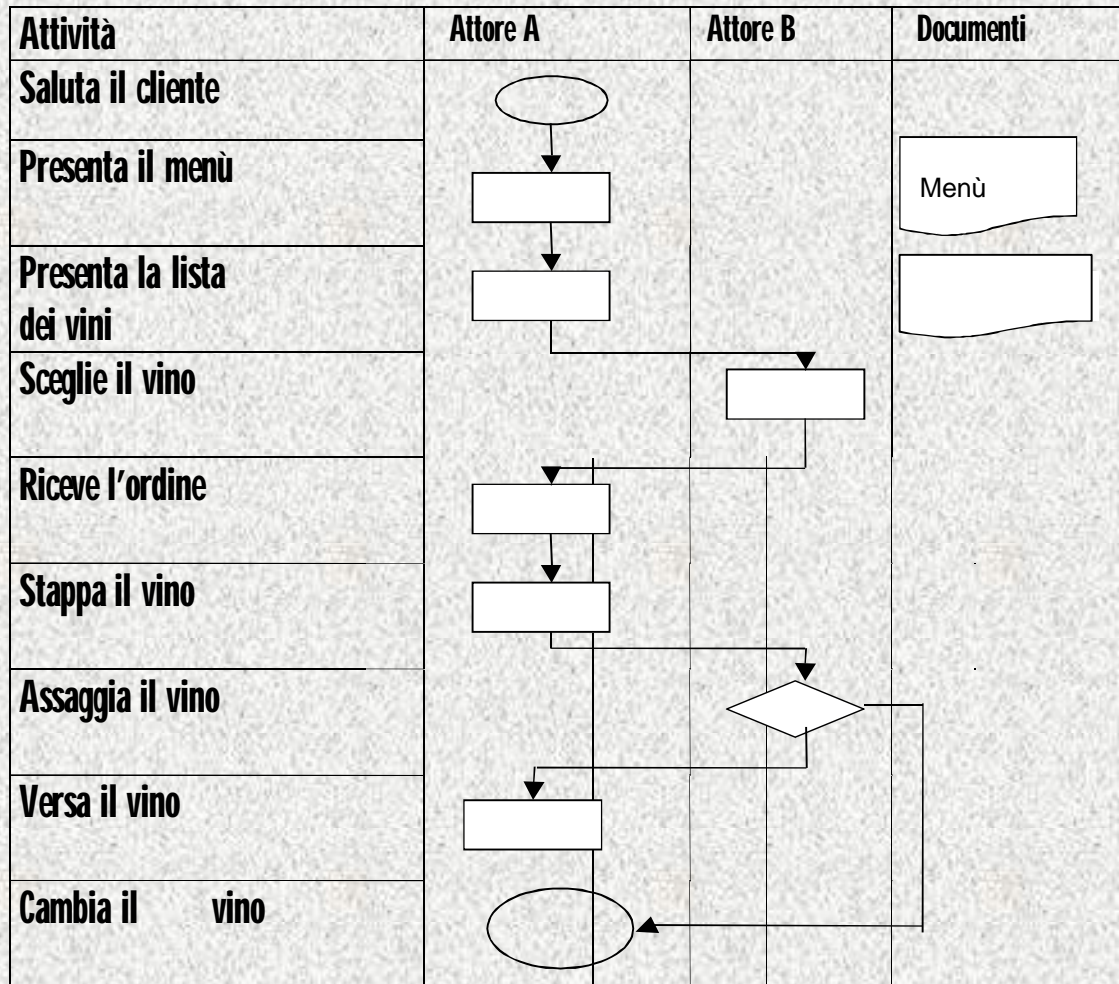 Attività Attore A Attore B Documenti
Saluta il cliente
Presenta il menù
Menù
Presenta la lista
dei vini
Sceglie il vino
Riceve l'ordine
Stappa il vino
Assaggia il vino
Versa il vino
Cambia il vino